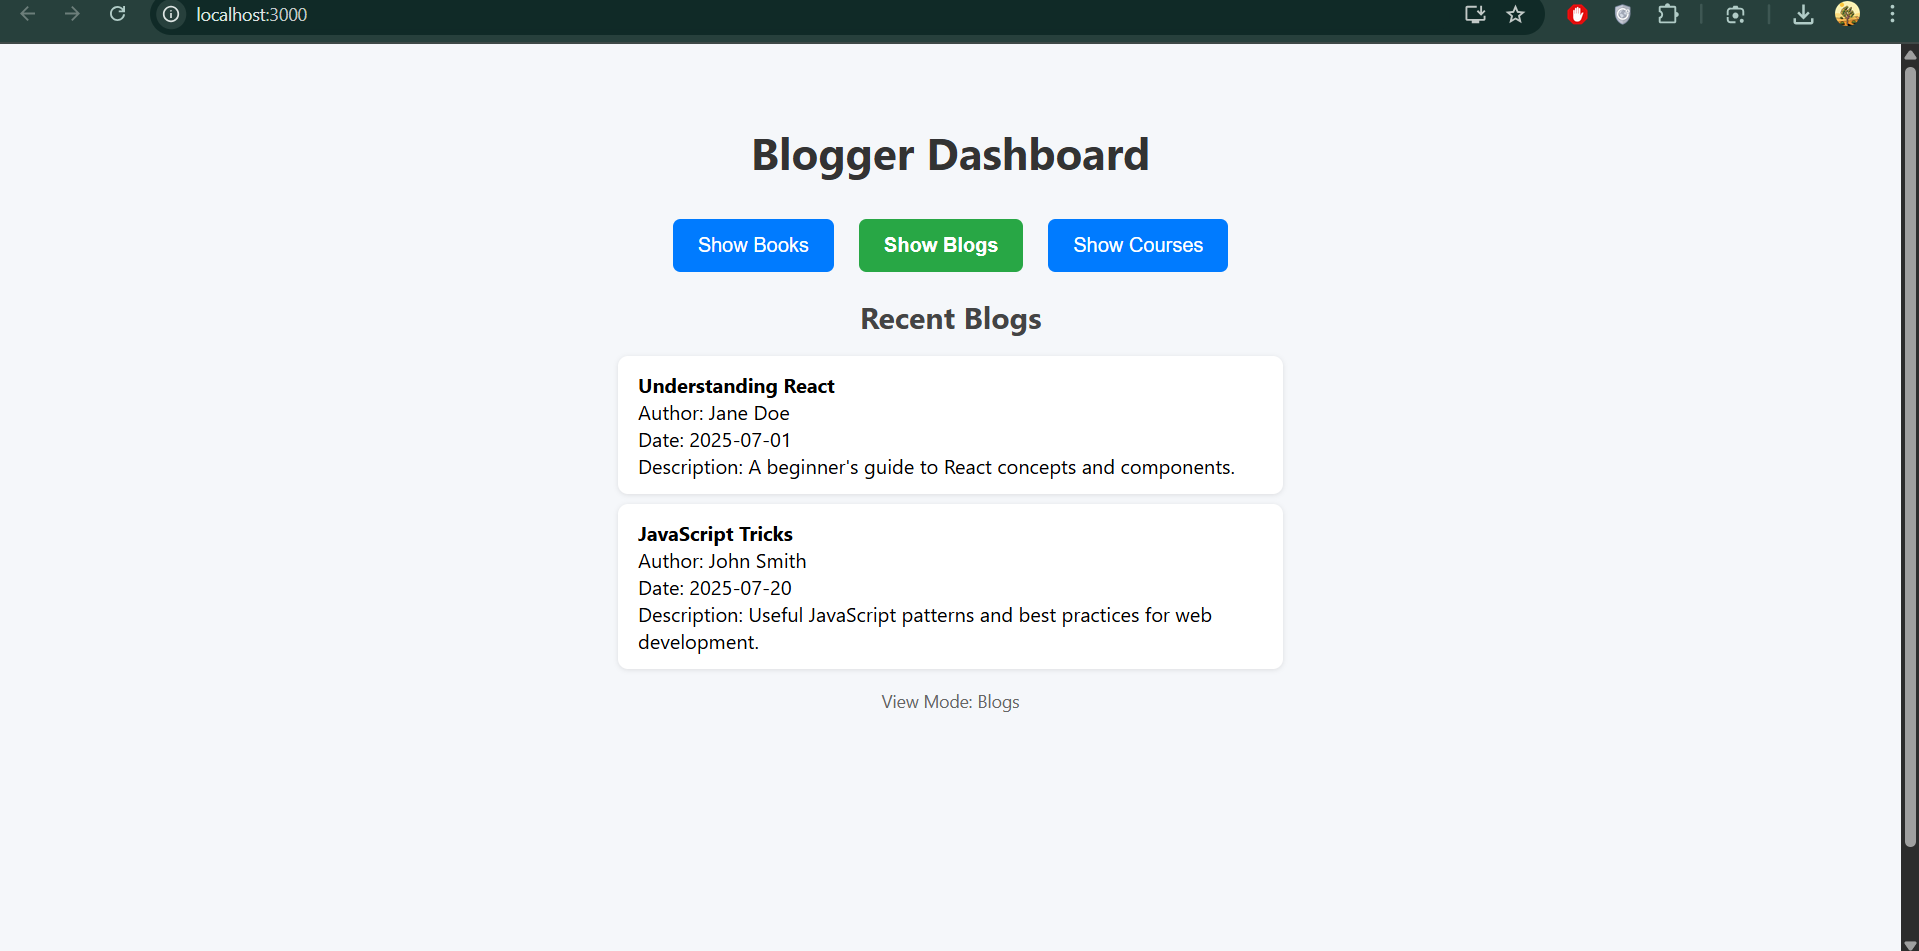 localhost:3000
Blogger Dashboard
Show Books
Show Blogs
Show Courses
Recent Blogs
Understanding React
Author: Jane Doe
Date: 2025-07-01
Description: A beginner's guide to React concepts and components.
JavaScript Tricks
Author: John Smith
Date: 2025-07-20
Description: Useful JavaScript patterns and best practices for web
development.
View Mode: Blogs